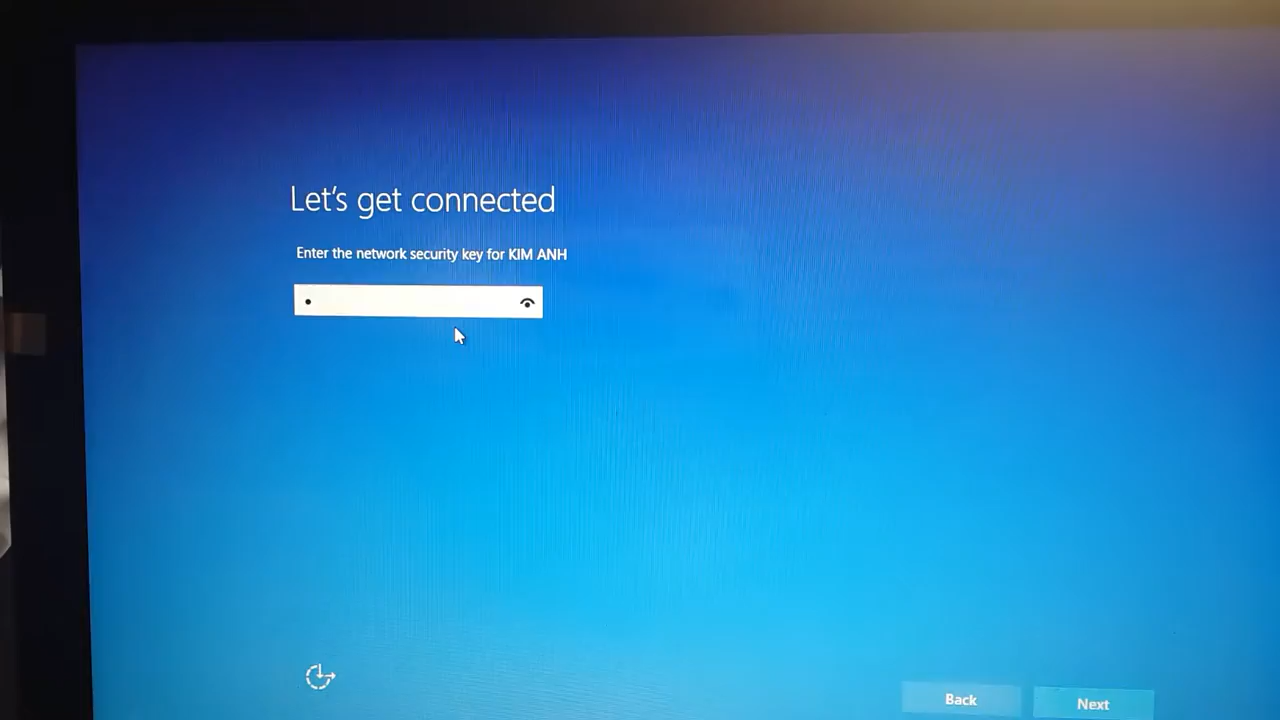 Let's get connected
Enter the network security key for KIM ANH
Back
Next